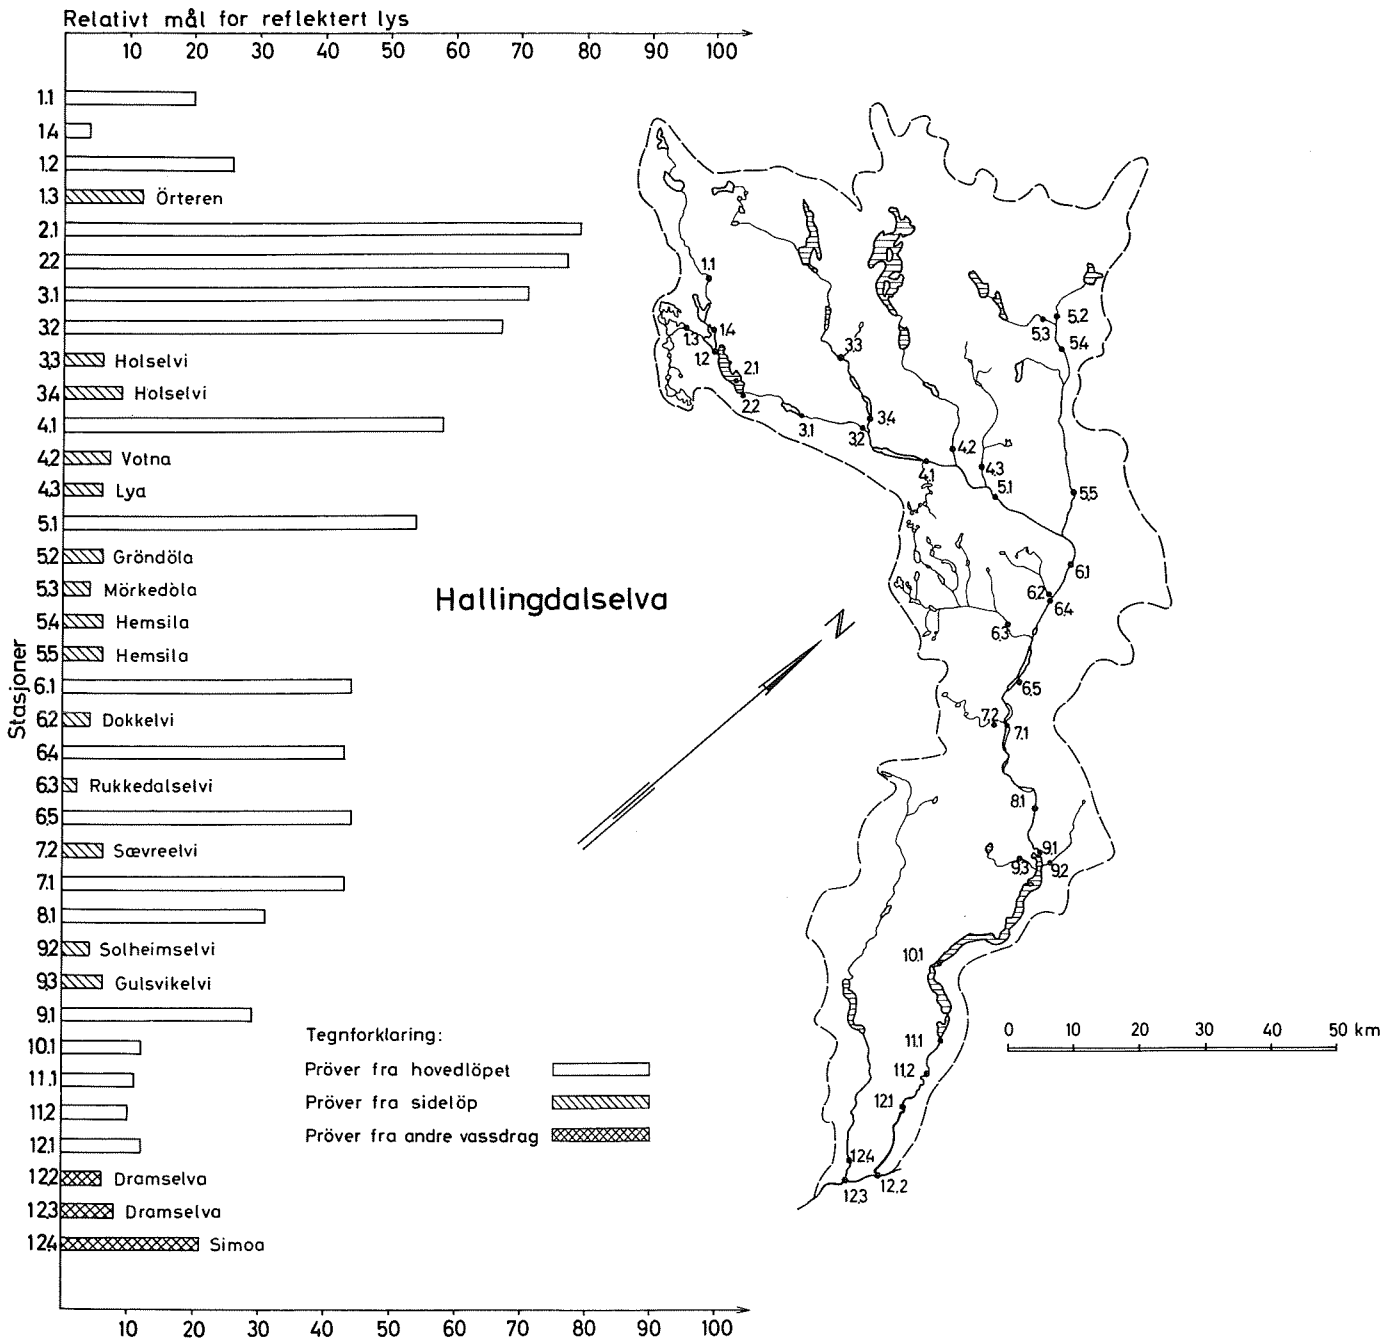 Relativt mål for reflektert lys
10 20 30 40 50 60 70 80 90 100
Stasjoner
1.1
1.4
1.2
1.3 Örteren
2.1
2.2
3.1
3.2
3.3 Holselvi
3.4 Holselvi
4.1
4.2 Votna
4.3 Lya
5.1
5.2 Gröndöla
5.3 Mörkedöla
5.4 Hemsila
5.5 Hemsila
6.1
6.2 Dokkelvi
6.4
6.3 Rukkedalselvi
6.5
7.2 Sævreelvi
7.1
8.1
9.2 Solheimselvi
9.3 Gulsvikelvi
9.1
10.1
11.1
11.2
12.1
12.2 Dramselva
12.3 Dramselva
12.4 Simoa
10 20 30 40 50 60 70 80 90 100
Tegnforklaring:
Pröver fra hovedlöpet
Pröver fra sidelöp
Pröver fra andre vassdrag
Hallingdalselva
N
1.1
1.4
1.3
1.2
2.1
2.2
3.1
3.2
3.3
3.4
4.1
4.2
4.3
5.1
5.2
5.3
5.4
5.5
6.1
6.2
6.4
6.3
6.5
7.2
7.1
8.1
9.1
9.3
9.2
10.1
11.1
11.2
12.1
12.4
12.3
12.2
0 10 20 30 40 50 km